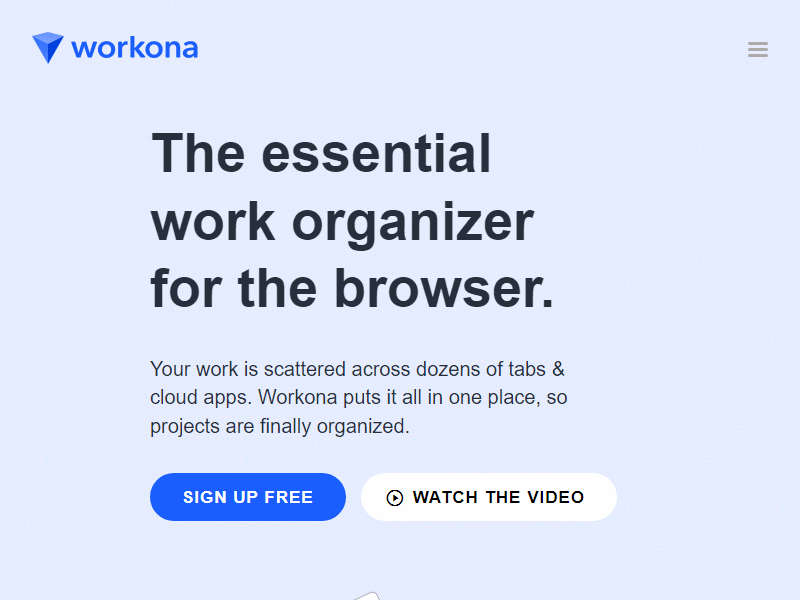 workona
The essential
work organizer
for the browser.
Your work is scattered across dozens of tabs &
cloud apps. Workona puts it all in one place, so
projects are finally organized.
SIGN UP FREE
WATCH THE VIDEO